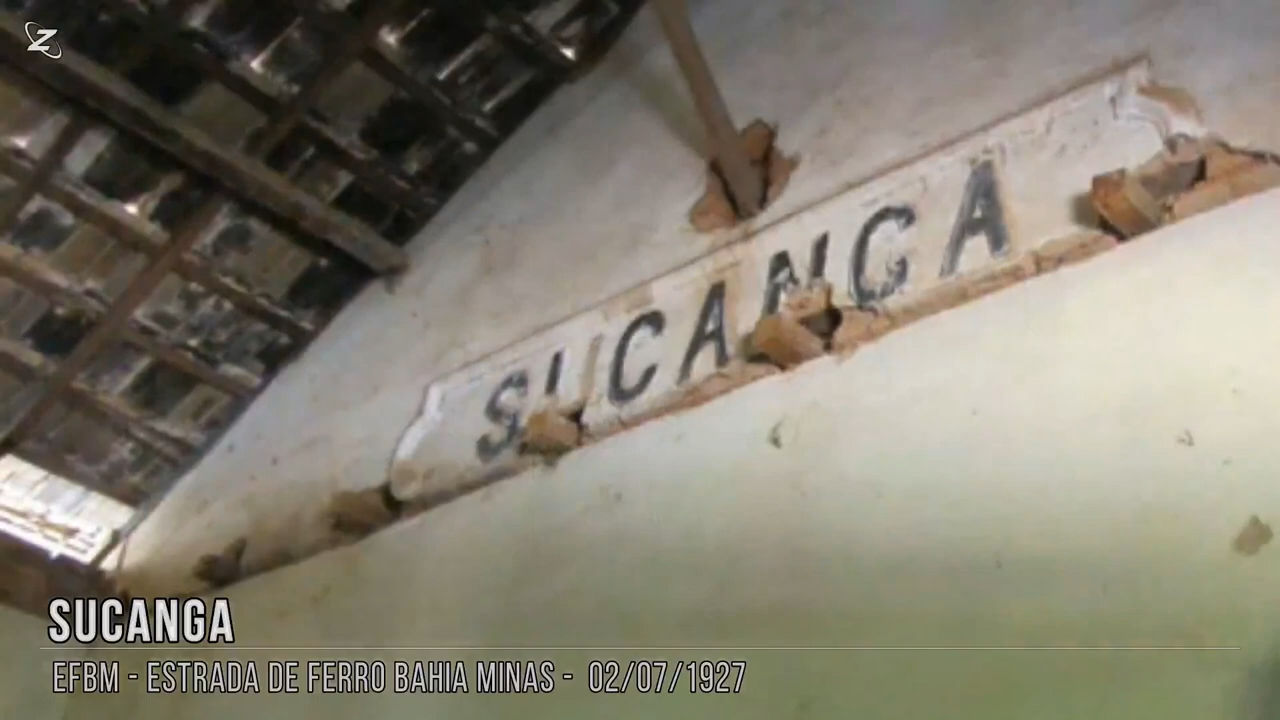 Z
SUCANGA
SUCANGA
EFBM - ESTRADA DE FERRO BAHIA MINAS - 02/07/1927